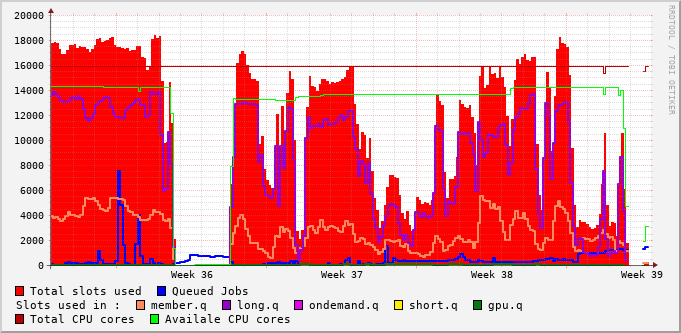 20000
18000
16000
14000
12000
10000
8000
6000
4000
2000
0
Week 36 Week 37 Week 38 Week 39
RRDTOOL / TOBI OETIKER
Total slots used Queued Jobs
Slots used in : member.q long.q ondemand.q short.q gpu.q
Total CPU cores Availale CPU cores